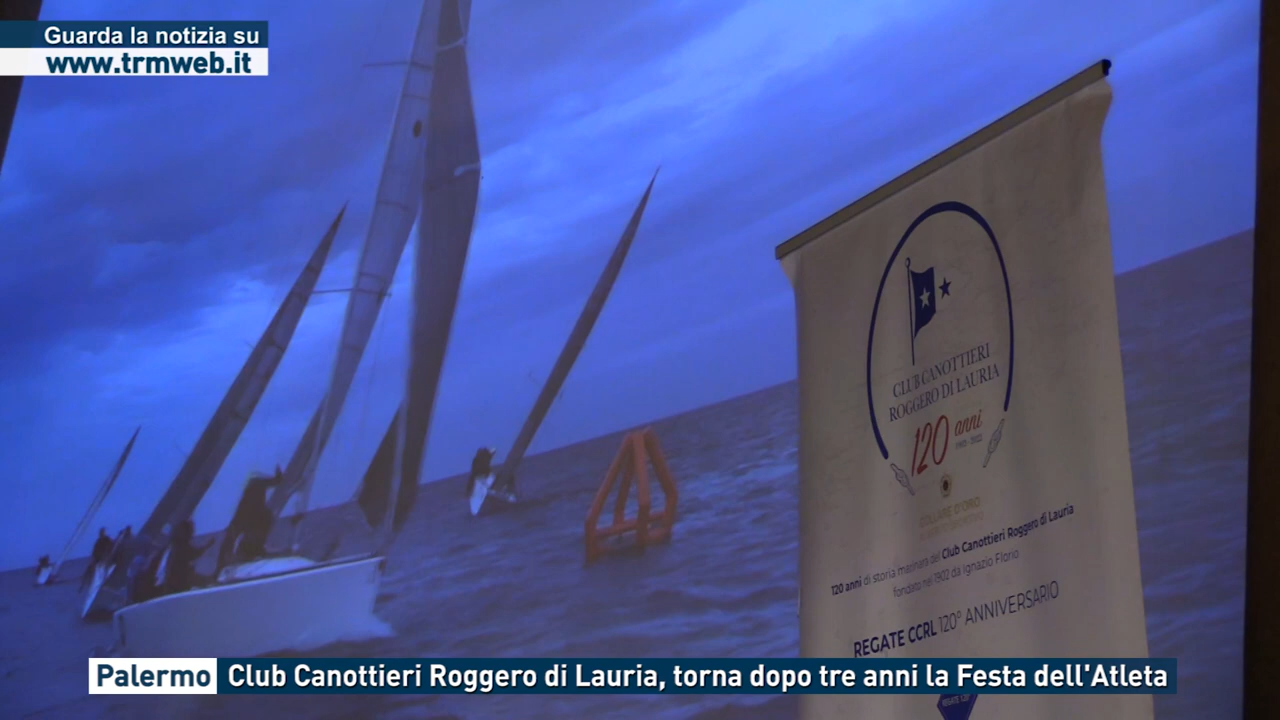 Guarda la notizia su
www.trmweb.it
CLUB CANOTTIERI
ROGGERO DI LAURIA
120 anni
COLLARE D'ORO
120 anni di storia marinara del Club Canottieri Roggero di Lauria
fondato nel 1902 da Ignazio Florio
REGATE CCRL 120° ANNIVERSARIO
Palermo Club Canottieri Roggero di Lauria, torna dopo tre anni la Festa dell'Atleta